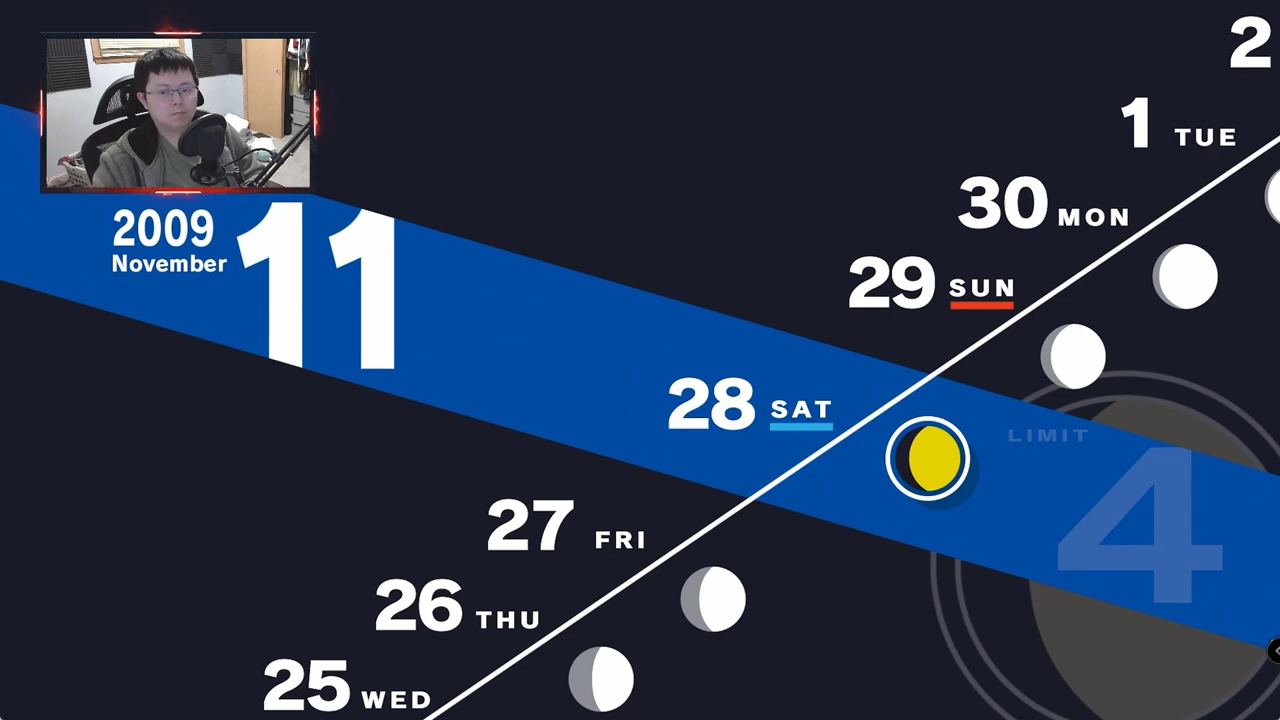 2
1 TUE
30 MON
2009
November
11
29 SUN
28 SAT
LIMIT
4
27 FRI
26 THU
25 WED